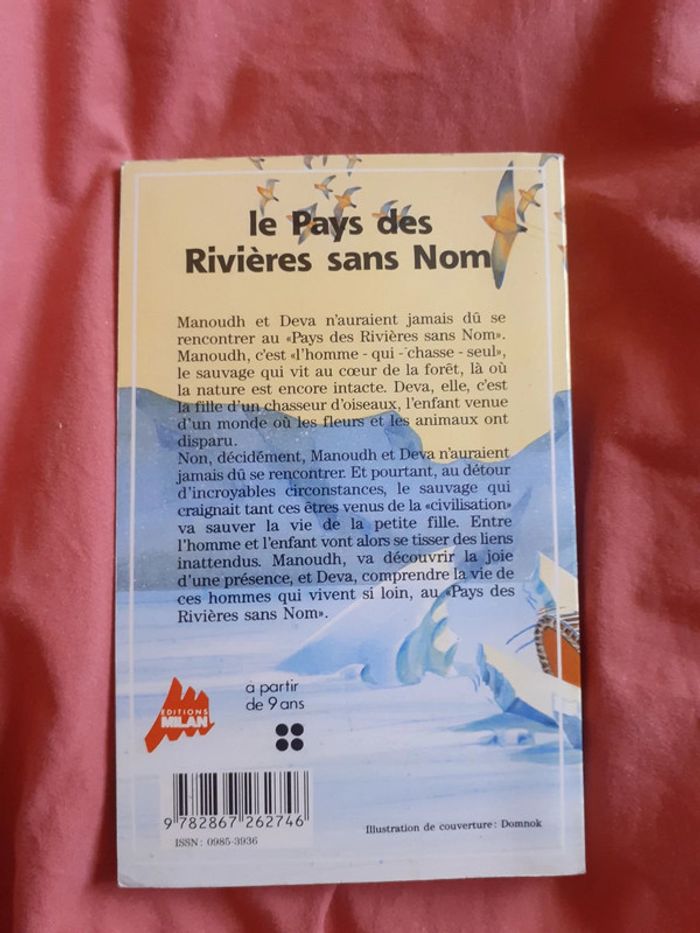 le Pays des
Rivières sans Nom
Manoudh et Deva n'auraient jamais dû se
rencontrer au «Pays des Rivières sans Nom».
Manoudh, c'est «l'homme - qui - chasse - seul»,
le sauvage qui vit au cœur de la forêt, là où
la nature est encore intacte. Deva, elle, c'est
la fille d'un chasseur d'oiseaux, l'enfant venue
d'un monde où les fleurs et les animaux ont
disparu.
Non, décidément, Manoudh et Deva n'auraient
jamais dû se rencontrer. Et pourtant, au détour
d'incroyables circonstances, le sauvage qui
craignait tant ces êtres venus de la «civilisation»
va sauver la vie de la petite fille. Entre
l'homme et l'enfant vont alors se tisser des liens
inattendus. Manoudh, va découvrir la joie
d'une présence, et Deva, comprendre la vie de
ces hommes qui vivent si loin, au «Pays des
Rivières sans Nom».
EDITIONS
MILAN
à partir
de 9 ans
9 782867 262746
ISSN : 0985-3936
Illustration de couverture : Domnok